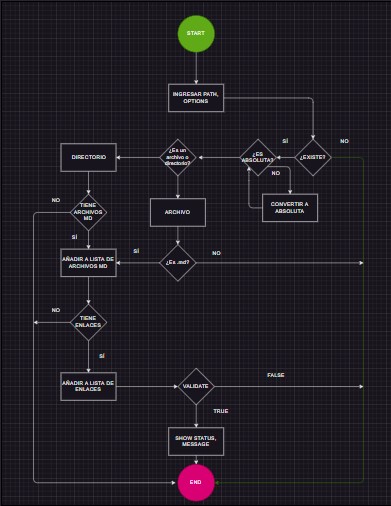 START
INGRESAR PATH,
OPTIONS
¿EXISTE?
SÍ
NO
¿ES
ABSOLUTA?
NO
CONVERTIR A
ABSOLUTA
¿Es un
archivo o
directorio?
DIRECTORIO
ARCHIVO
TIENE
ARCHIVOS
MD
NO
SÍ
¿Es .md?
SÍ
NO
AÑADIR A LISTA DE
ARCHIVOS MD
TIENE
ENLACES
NO
SÍ
AÑADIR A LISTA DE
ENLACES
VALIDATE
FALSE
TRUE
SHOW STATUS,
MESSAGE
END